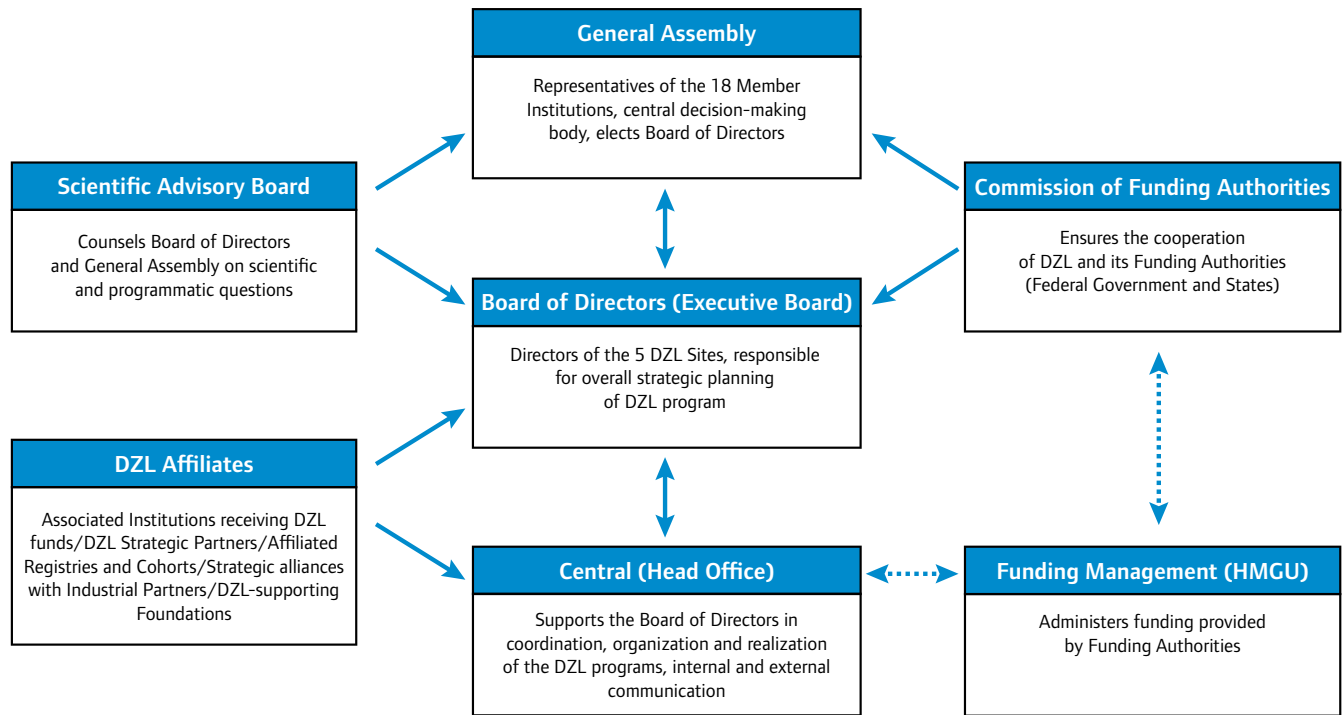 General Assembly
Representatives of the 18 Member
Institutions, central decision-making
body, elects Board of Directors
Scientific Advisory Board
Counsels Board of Directors
and General Assembly on scientific
and programmatic questions
Commission of Funding Authorities
Ensures the cooperation
of DZL and its Funding Authorities
(Federal Government and States)
Board of Directors (Executive Board)
Directors of the 5 DZL Sites, responsible
for overall strategic planning
of DZL program
DZL Affiliates
Associated Institutions receiving DZL
funds/DZL Strategic Partners/Affiliated
Registries and Cohorts/Strategic alliances
with Industrial Partners/DZL-supporting
Foundations
Central (Head Office)
Supports the Board of Directors in
coordination, organization and realization
of the DZL programs, internal and external
communication
Funding Management (HMGU)
Administers funding provided
by Funding Authorities